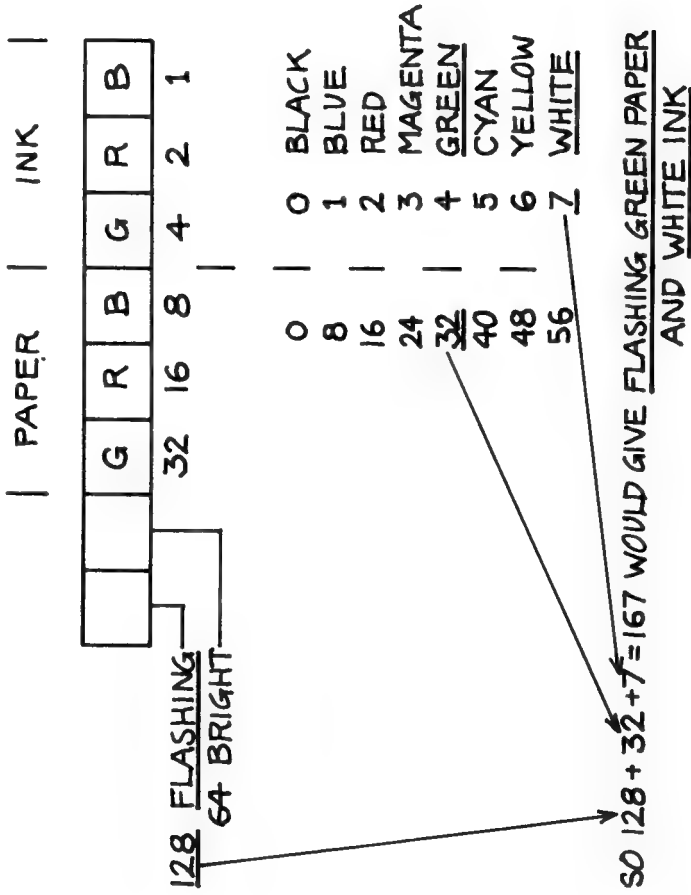 | PAPER | INK |
G R B G R B
32 16 8 4 2 1
128 FLASHING
64 BRIGHT
0 | 0 BLACK
8 1 BLUE
16 | 2 RED
24 3 MAGENTA
32 | 4 GREEN
40 5 CYAN
48 | 6 YELLOW
56 7 WHITE
SO 128 + 32 + 7 = 167 WOULD GIVE FLASHING GREEN PAPER
AND WHITE INK